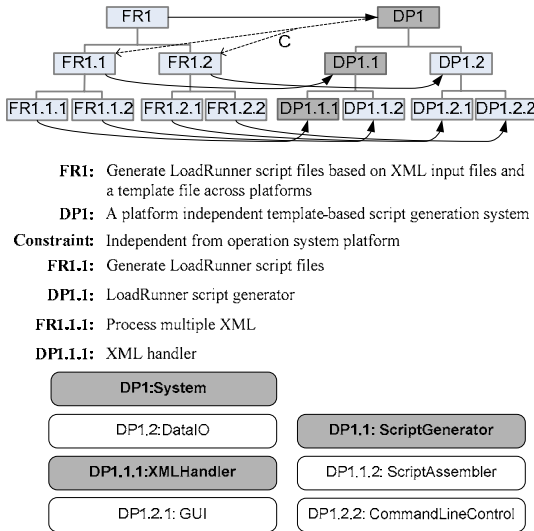 FR1
DP1
C
FR1.1
FR1.2
DP1.1
DP1.2
FR1.1.1
FR1.1.2
FR1.2.1
FR1.2.2
DP1.1.1
DP1.1.2
DP1.2.1
DP1.2.2
FR1: Generate LoadRunner script files based on XML input files and
a template file across platforms
DP1: A platform independent template-based script generation system
Constraint: Independent from operation system platform
FR1.1: Generate LoadRunner script files
DP1.1: LoadRunner script generator
FR1.1.1: Process multiple XML
DP1.1.1: XML handler
DP1:System
DP1.2:DataIO
DP1.1: ScriptGenerator
DP1.1.1:XMLHandler
DP1.1.2: ScriptAssembler
DP1.2.1: GUI
DP1.2.2: CommandLineControl